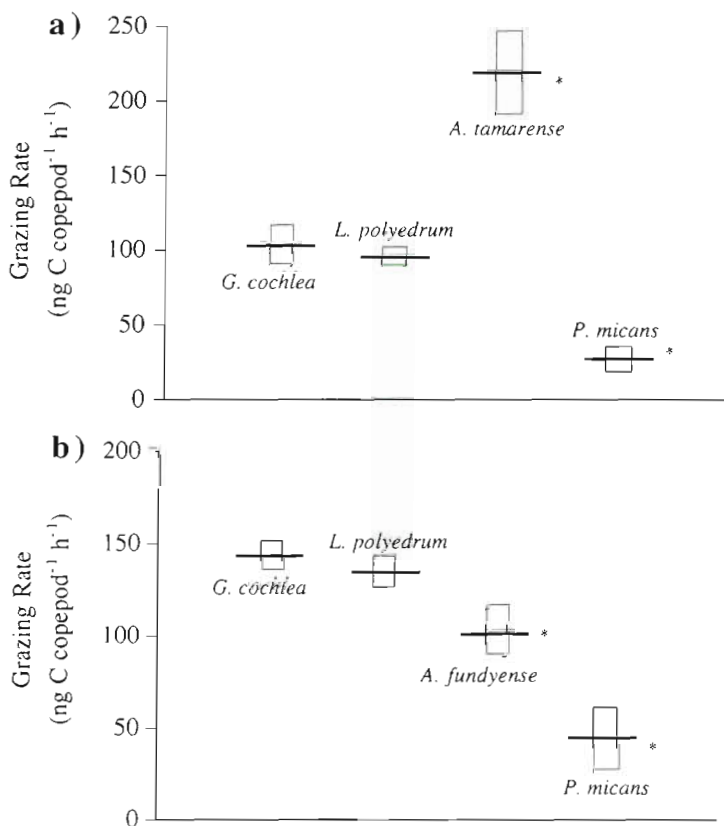 a)
Grazing Rate
(ng C copepod⁻¹ h⁻¹)
250
200
150
100
50
0
*
A. tamarense
L. polyedrum
G. cochlea
P. micans
*
b)
Grazing Rate
(ng C copepod⁻¹ h⁻¹)
200
150
100
50
0
L. polyedrum
G. cochlea
*
A. fundyense
*
P. micans